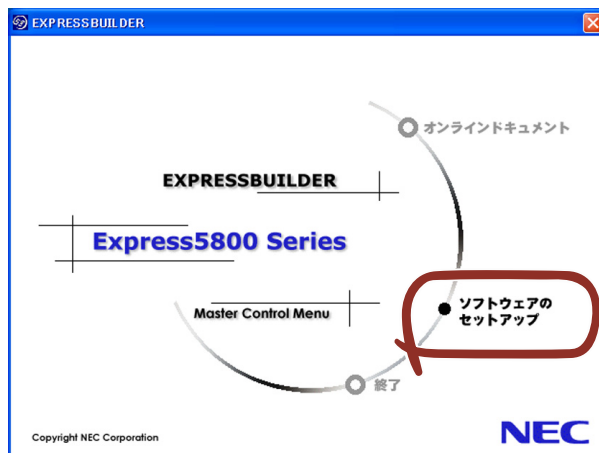 EXPRESSBUILDER
オンラインドキュメント
EXPRESSBUILDER
Express5800 Series
ソフトウェアの
セットアップ
Master Control Menu
終了
Copyright NEC Corporation
NEC